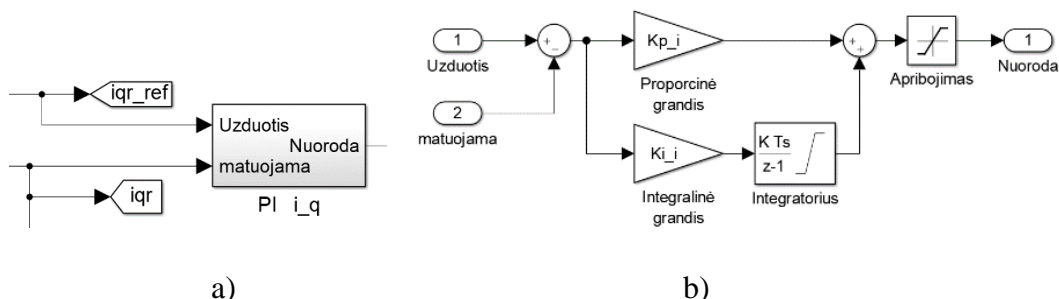 iqr_ref
Uzduotis
Nuoroda
matuojama
iqr
PI i_q
a)
1
Uzduotis
2
matuojama
+
−
Kp_i
Proporcinė
grandis
Ki_i
Integralinė
grandis
K Ts
z-1
Integratorius
+
+
Apribojimas
1
Nuoroda
b)